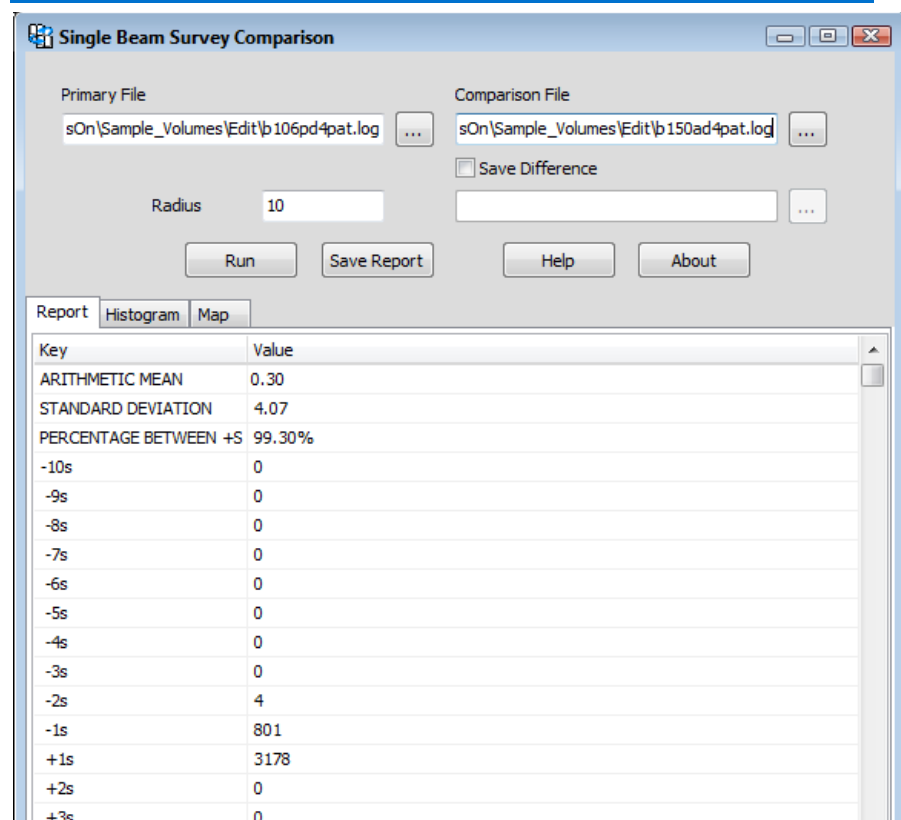 Single Beam Survey Comparison
Primary File
Comparison File
sOn\Sample_Volumes\Edit\b106pd4pat.log ...
sOn\Sample_Volumes\Edit\b150ad4pat.log ...
Save Difference
Radius 10
...
Run Save Report Help About
Report Histogram Map
Key Value
ARITHMETIC MEAN 0.30
STANDARD DEVIATION 4.07
PERCENTAGE BETWEEN +S 99.30%
-10s 0
-9s 0
-8s 0
-7s 0
-6s 0
-5s 0
-4s 0
-3s 0
-2s 4
-1s 801
+1s 3178
+2s 0
+3s 0